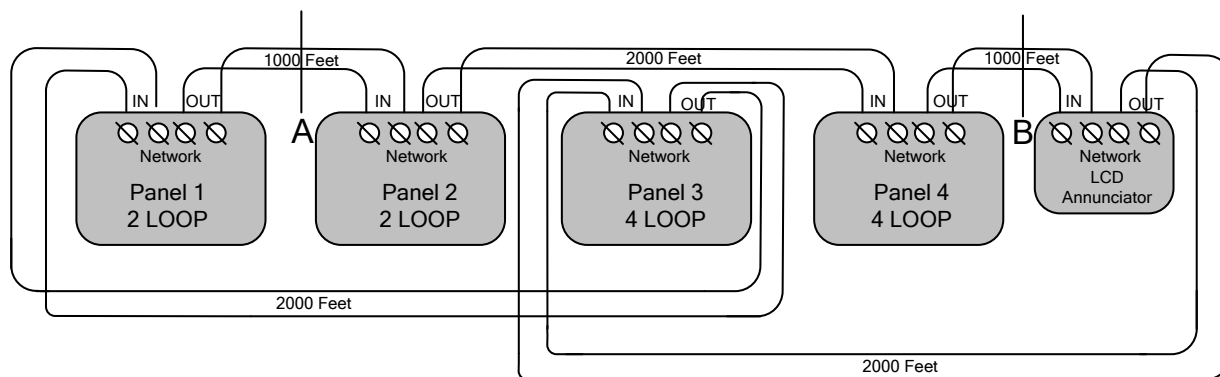 1000 Feet
2000 Feet
1000 Feet
IN
OUT
IN
OUT
IN
OUT
IN
OUT
IN
OUT
A
B
Network
Panel 1
2 LOOP
Network
Panel 2
2 LOOP
Network
Panel 3
4 LOOP
Network
Panel 4
4 LOOP
Network
LCD
Annunciator
2000 Feet
2000 Feet